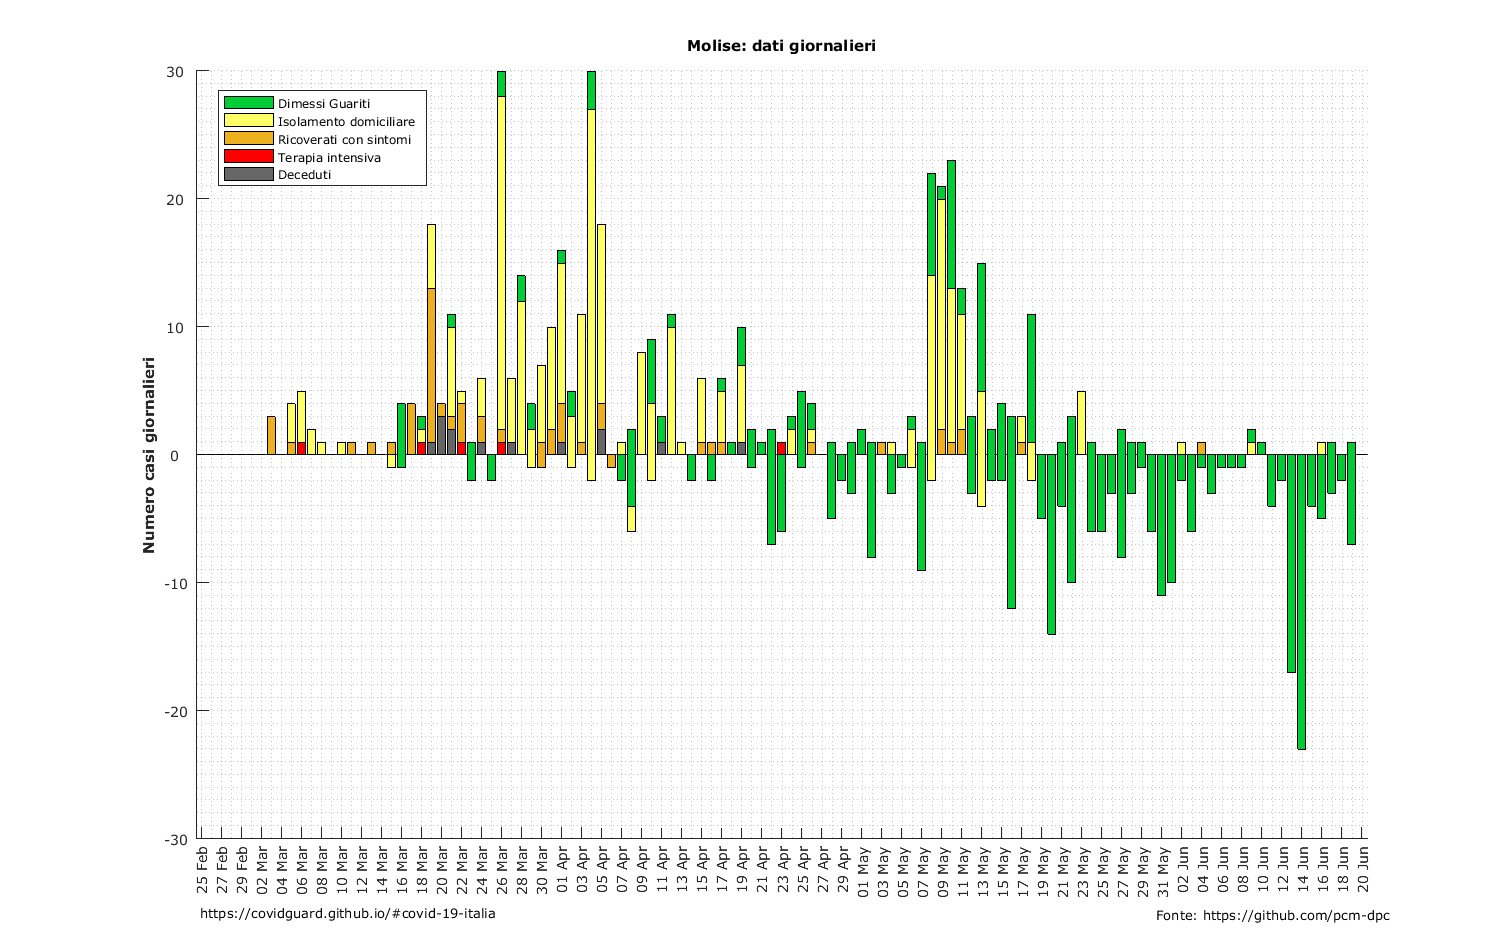 Molise: dati giornalieri
Dimessi Guariti
Isolamento domiciliare
Ricoverati con sintomi
Terapia intensiva
Deceduti
Numero casi giornalieri
30
20
10
0
-10
-20
-30
25 Feb
27 Feb
29 Feb
02 Mar
04 Mar
06 Mar
08 Mar
10 Mar
12 Mar
14 Mar
16 Mar
18 Mar
20 Mar
22 Mar
24 Mar
26 Mar
28 Mar
30 Mar
01 Apr
03 Apr
05 Apr
07 Apr
09 Apr
11 Apr
13 Apr
15 Apr
17 Apr
19 Apr
21 Apr
23 Apr
25 Apr
27 Apr
29 Apr
01 May
03 May
05 May
07 May
09 May
11 May
13 May
15 May
17 May
19 May
21 May
23 May
25 May
27 May
29 May
31 May
02 Jun
04 Jun
06 Jun
08 Jun
10 Jun
12 Jun
14 Jun
16 Jun
18 Jun
20 Jun
https://covidguard.github.io/#covid-19-italia
Fonte: https://github.com/pcm-dpc